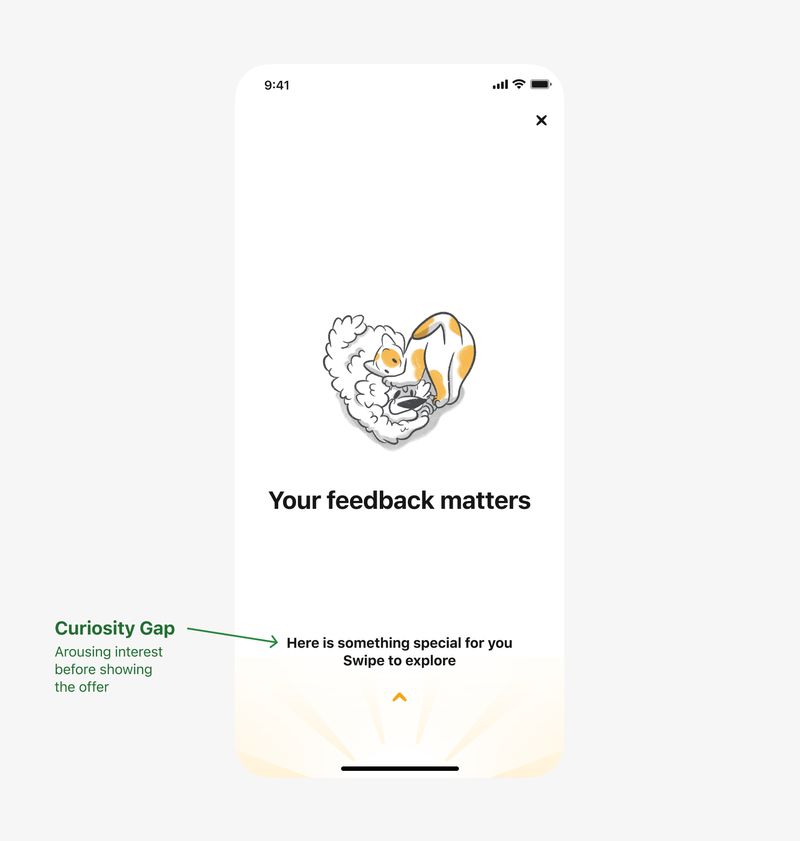 9:41
Your feedback matters
Curiosity Gap
Arousing interest
before showing
the offer
Here is something special for you
Swipe to explore